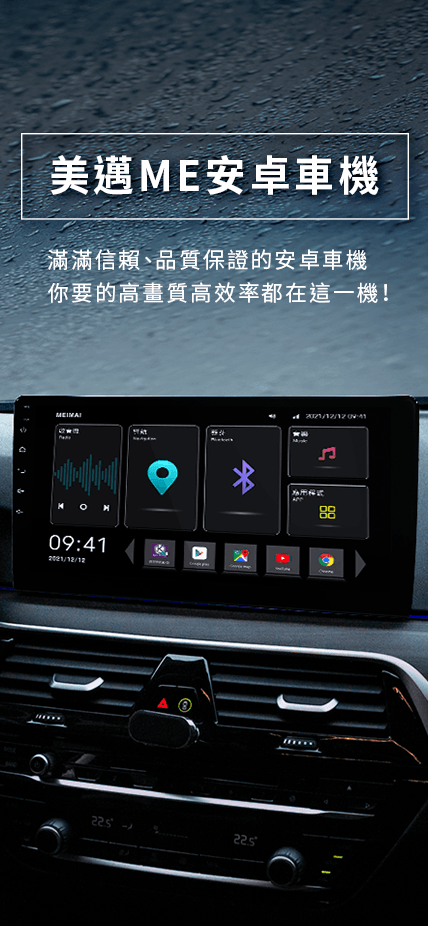 美邁ME安卓車機
滿滿信賴、品質保證的安卓車機
你要的高畫質高效率都在這一機！
MEIMAI
2021/12/12 09:41
收音機
Radio
導航
Navigation
藍牙
Bluetooth
音樂
Music
應用程式
APP
09:41
2021/12/12
Google play
Google map
YouTube
Chrome
22.5°
22.5°